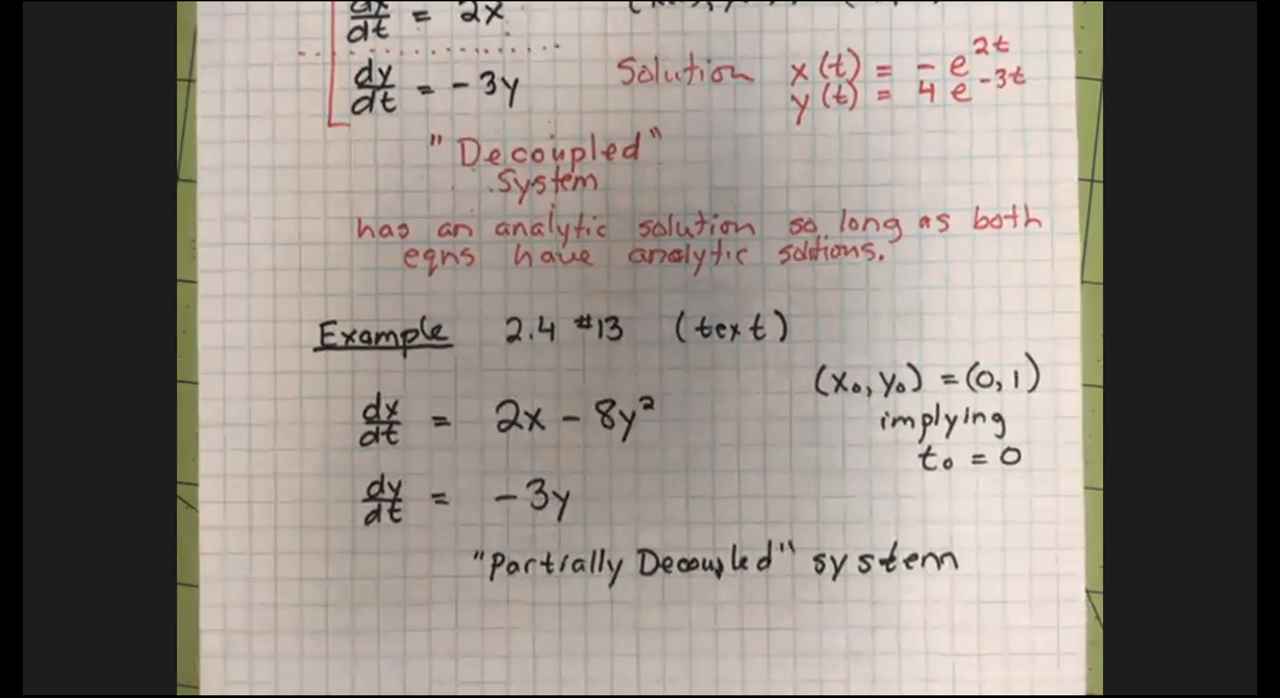 dx/dt = 2x
dy/dt = -3y
Solution x(t) = - e^2t
y(t) = 4 e^-3t
"Decoupled"
System
has an analytic solution so long as both
eqns have analytic soltions.
Example 2.4 #13 (text)
(x₀, y₀) = (0, 1)
implying
t₀ = 0
dx/dt = 2x - 8y²
dy/dt = -3y
"Partially Decoupled" system